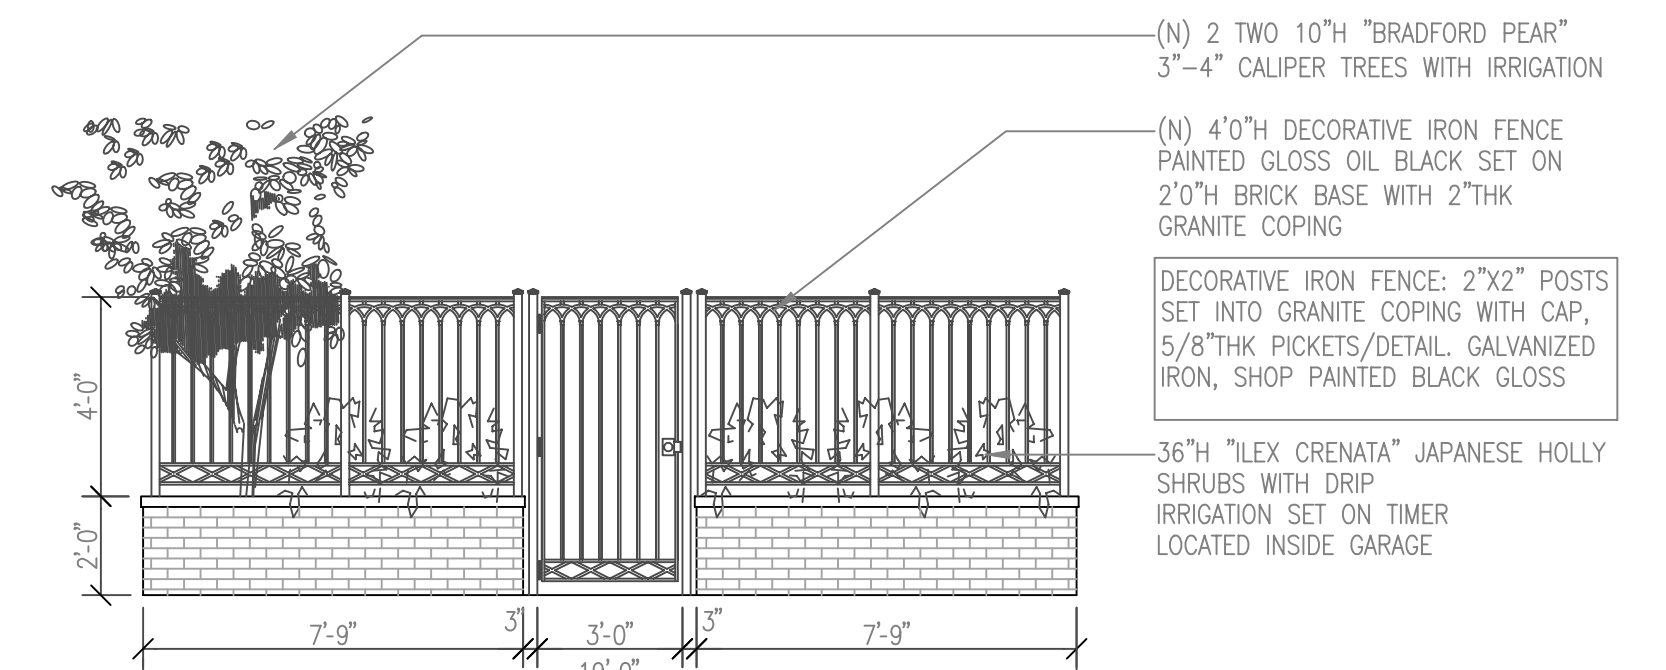 (N) 2 TWO 10”H ”BRADFORD PEAR”
3”-4” CALIPER TREES WITH IRRIGATION
(N) 4’0”H DECORATIVE IRON FENCE
PAINTED GLOSS OIL BLACK SET ON
2’0”H BRICK BASE WITH 2”THK
GRANITE COPING
DECORATIVE IRON FENCE: 2”X2” POSTS
SET INTO GRANITE COPING WITH CAP,
5/8”THK PICKETS/DETAIL. GALVANIZED
IRON, SHOP PAINTED BLACK GLOSS
36”H ”ILEX CRENATA” JAPANESE HOLLY
SHRUBS WITH DRIP
IRRIGATION SET ON TIMER
LOCATED INSIDE GARAGE
4’-0”
2’-0”
7’-9”
3”
3’-0”
3”
7’-9”